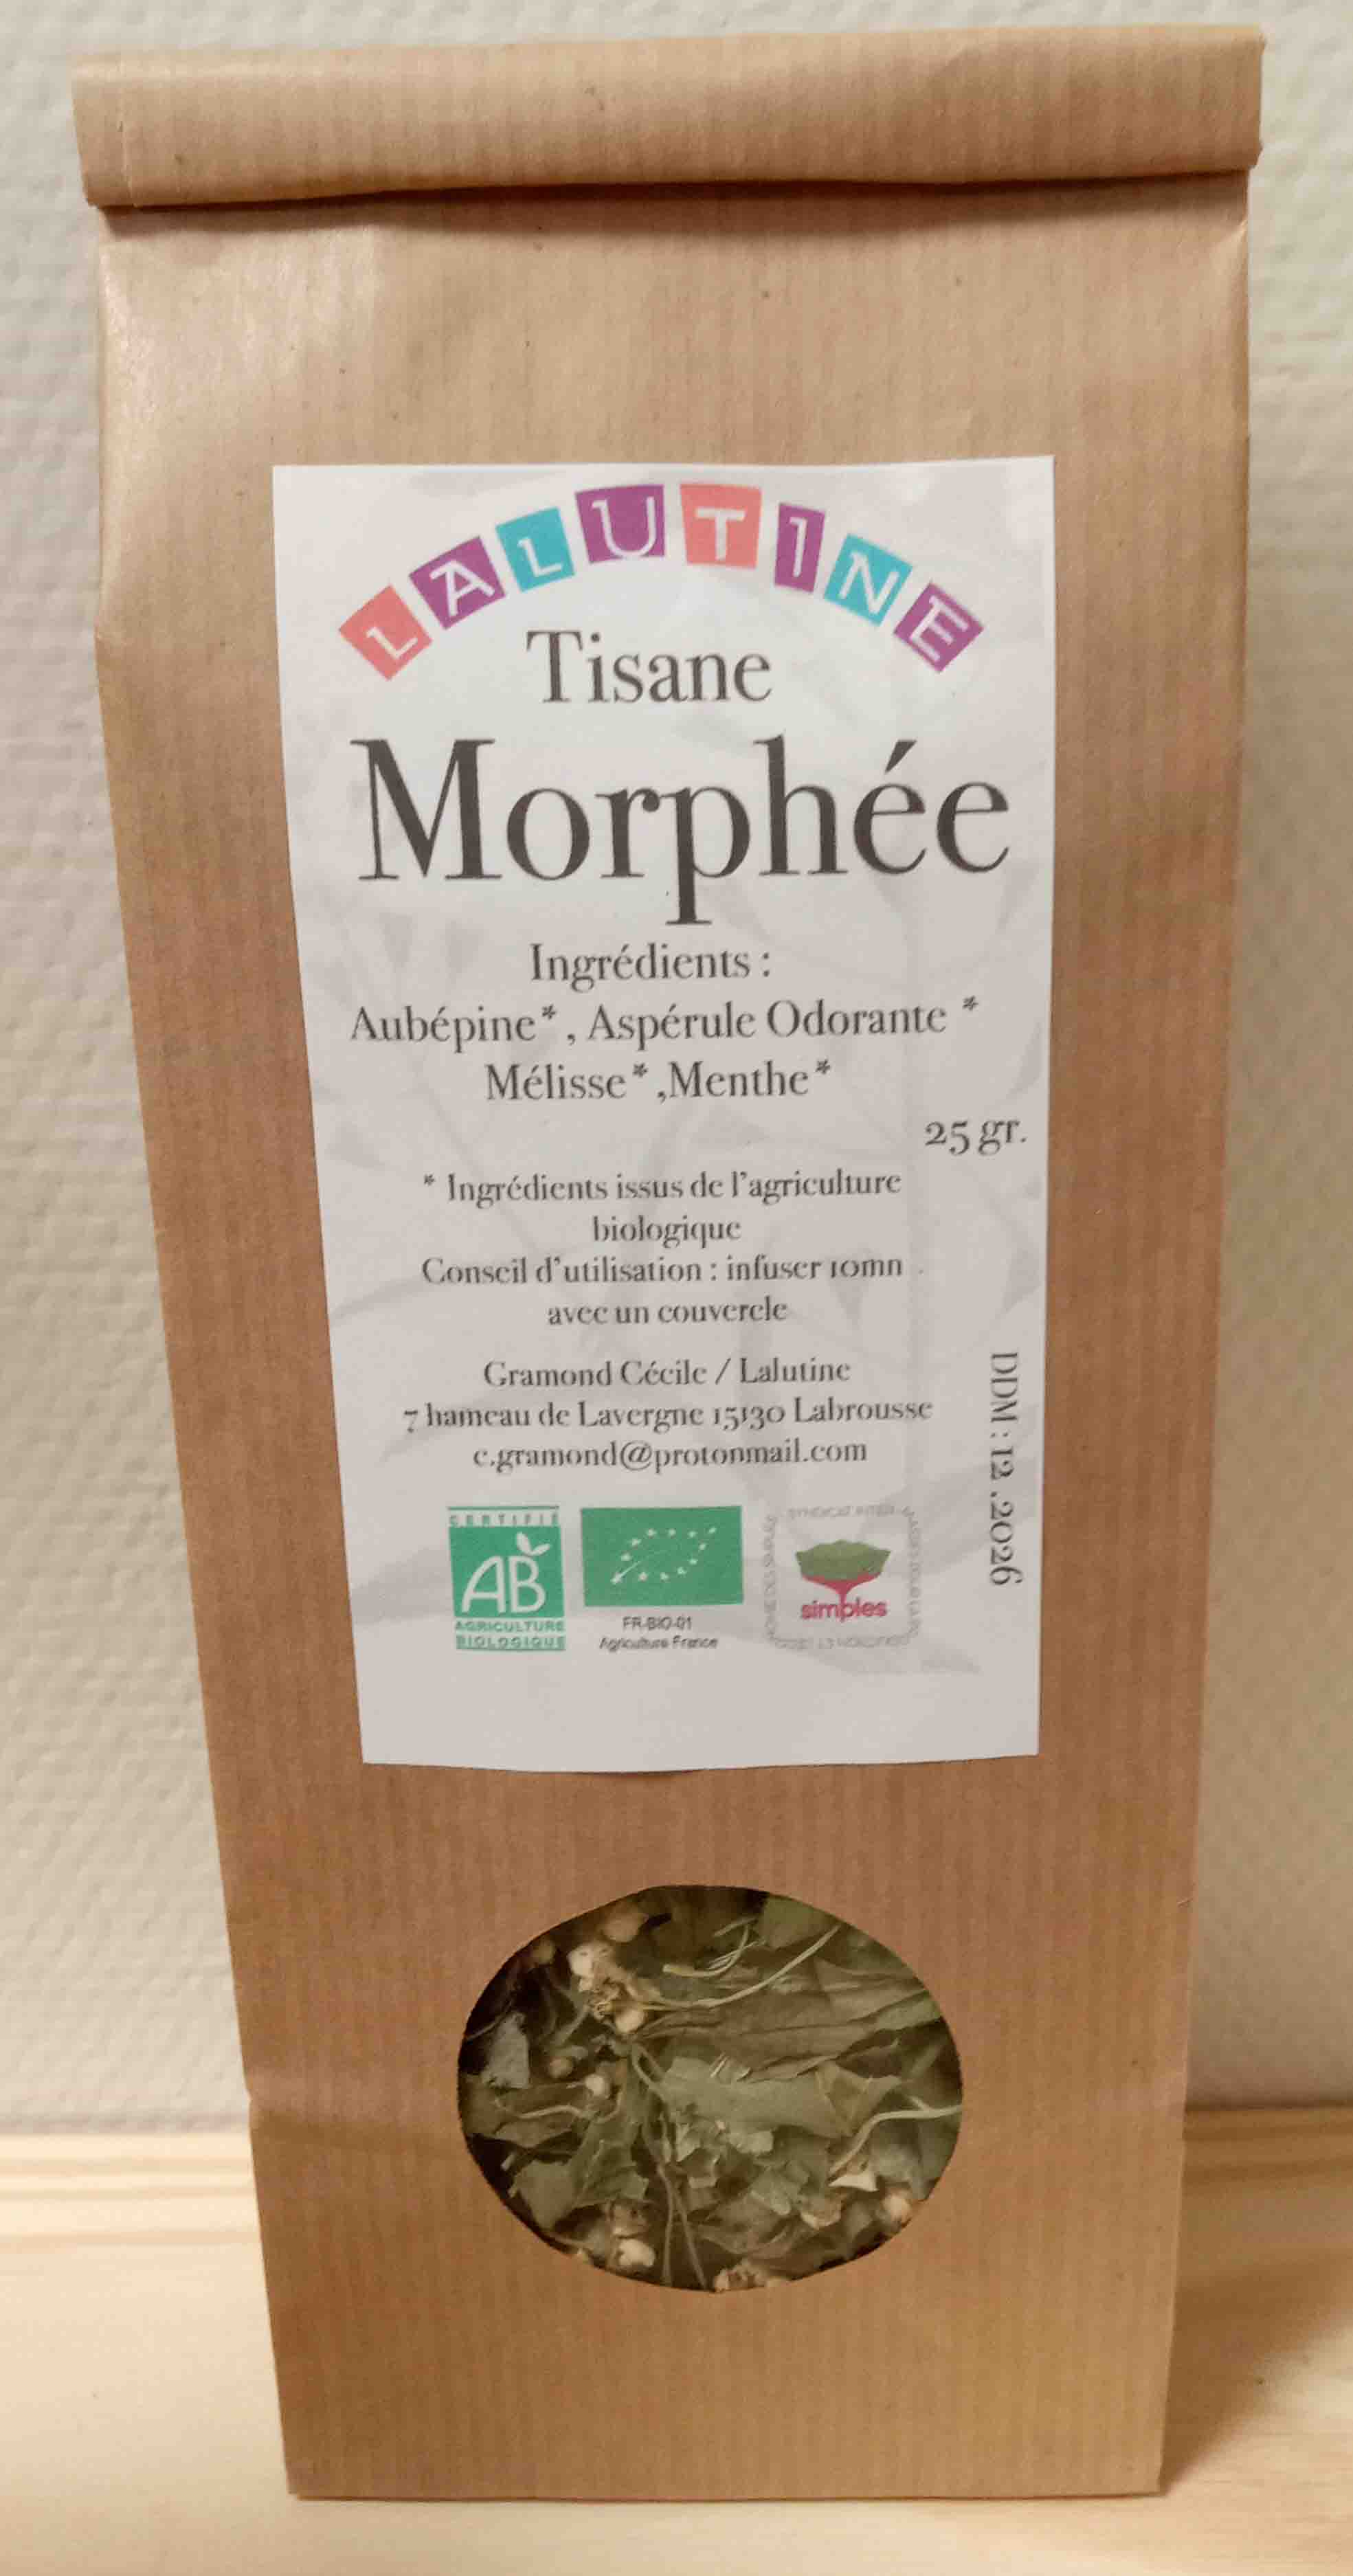 LALUTINE
Tisane
Morphée
Ingrédients :
Aubépine* , Aspérule Odorante *
Mélisse* ,Menthe*
25 gr.
* Ingrédients issus de l'agriculture
biologique
Conseil d'utilisation : infuser 10mn
avec un couvercle
Gramond Cécile / Lalutine
7 hameau de Lavergne 15130 Labrousse
c.gramond@protonmail.com
DDM : 12 .2026
CERTIFIÉ
AB
AGRICULTURE
BIOLOGIQUE
FR-BIO-01
Agriculture France
simples
SYNDICAT INTER-